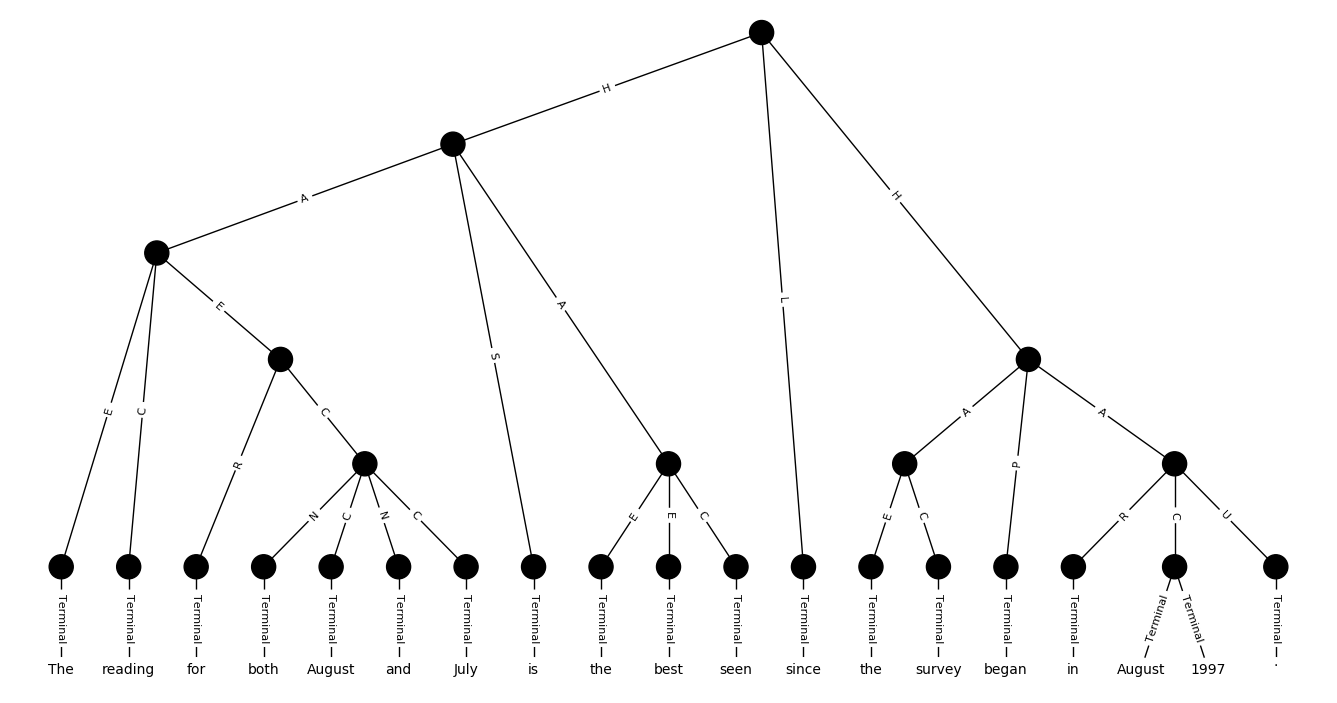 H
A
H
A
E
L
S
E
C
C
A
A
R
P
N
C
N
C
E
E
C
E
C
R
C
U
Terminal Terminal Terminal Terminal Terminal Terminal Terminal Terminal Terminal Terminal Terminal Terminal Terminal Terminal Terminal Terminal Terminal Terminal Terminal
The reading for both August and July is the best seen since the survey began in August 1997 .